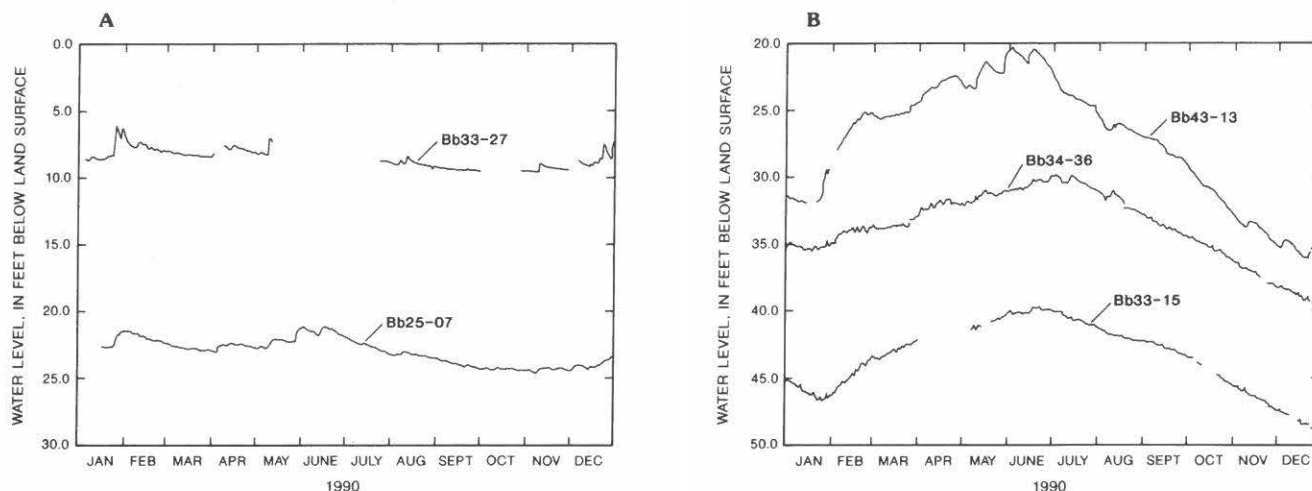 A
WATER LEVEL, IN FEET BELOW LAND SURFACE
0.0
5.0
10.0
15.0
20.0
25.0
30.0
Bb33-27
Bb25-07
JAN FEB MAR APR MAY JUNE JULY AUG SEPT OCT NOV DEC
1990
B
WATER LEVEL, IN FEET BELOW LAND SURFACE
20.0
25.0
30.0
35.0
40.0
45.0
50.0
Bb43-13
Bb34-36
Bb33-15
JAN FEB MAR APR MAY JUNE JULY AUG SEPT OCT NOV DEC
1990